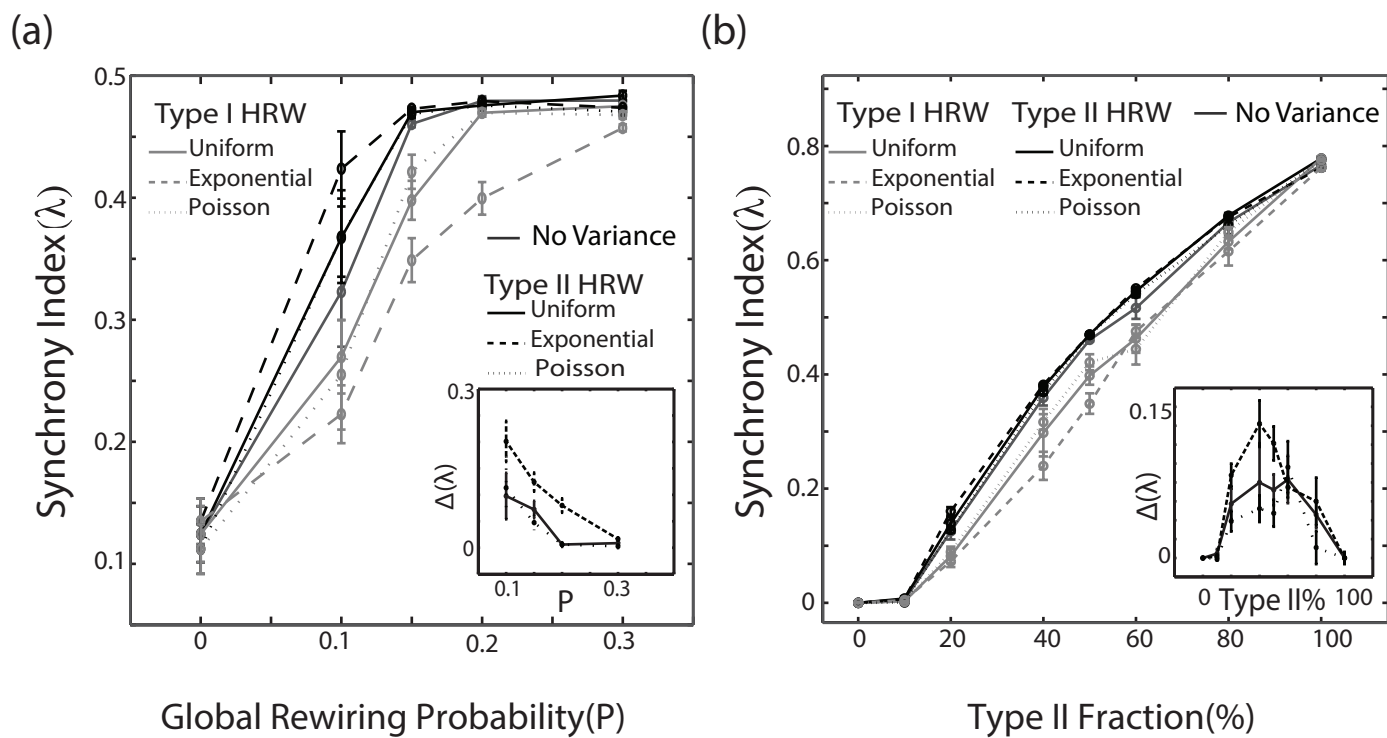 (a)
0.5
0.4
0.3
0.2
0.1
Synchrony Index(λ)
Type I HRW
Uniform
Exponential
Poisson
No Variance
Type II HRW
Uniform
Exponential
Poisson
0.3
0
Δ(λ)
0.1 0.3
P
0 0.1 0.2 0.3
Global Rewiring Probability(P)
(b)
0.8
0.6
0.4
0.2
0
Synchrony Index(λ)
Type I HRW Type II HRW No Variance
Uniform Uniform
Exponential Exponential
Poisson Poisson
0.15
0
Δ(λ)
0 Type II% 100
0 20 40 60 80 100
Type II Fraction(%)